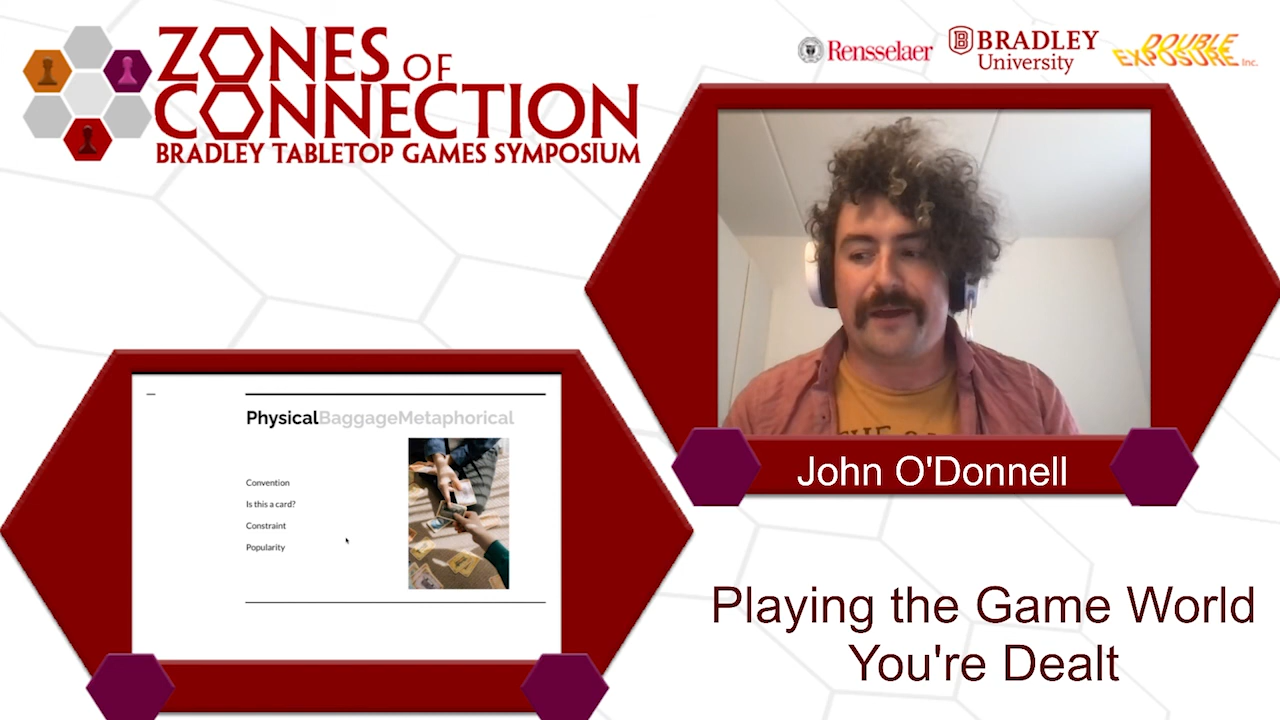 ZONES OF
CONNECTION
BRADLEY TABLETOP GAMES SYMPOSIUM
Rensselaer
BRADLEY
University
DOUBLE
EXPOSURE Inc.
PhysicalBaggageMetaphorical
Convention
Is this a card?
Constraint
Popularity
John O'Donnell
Playing the Game World
You're Dealt